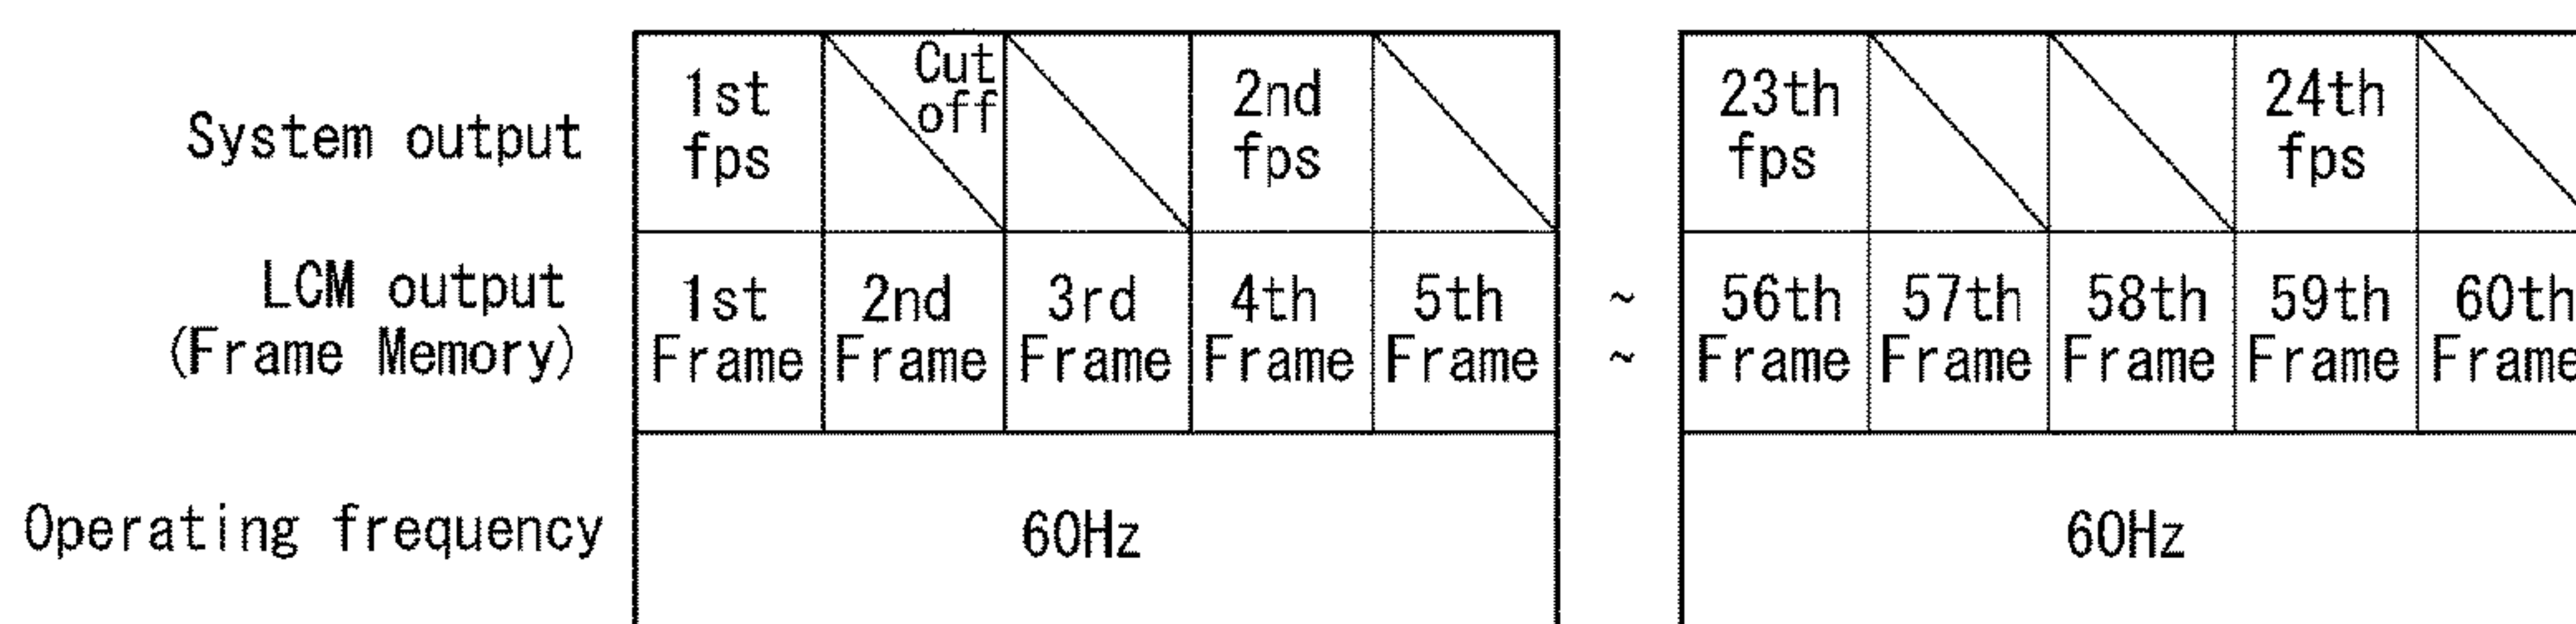 System output
1st fps
Cut off
2nd fps
23th fps
24th fps
LCM output
(Frame Memory)
1st Frame
2nd Frame
3rd Frame
4th Frame
5th Frame
~
~
56th Frame
57th Frame
58th Frame
59th Frame
60th Frame
Operating frequency
60Hz
60Hz